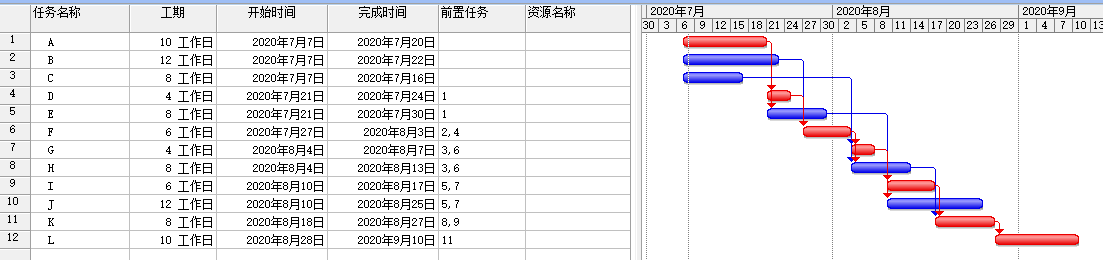 任务名称 工期 开始时间 完成时间 前置任务 资源名称 2020年7月 2020年8月 2020年9月
30 3 6 9 12 15 18 21 24 27 30 2 5 8 11 14 17 20 23 26 29 1 4 7 10 13
1 A 10 工作日 2020年7月7日 2020年7月20日
2 B 12 工作日 2020年7月7日 2020年7月22日
3 C 8 工作日 2020年7月7日 2020年7月16日
4 D 4 工作日 2020年7月21日 2020年7月24日 1
5 E 8 工作日 2020年7月21日 2020年7月30日 1
6 F 6 工作日 2020年7月27日 2020年8月3日 2,4
7 G 4 工作日 2020年8月4日 2020年8月7日 3,6
8 H 8 工作日 2020年8月4日 2020年8月13日 3,6
9 I 6 工作日 2020年8月10日 2020年8月17日 5,7
10 J 12 工作日 2020年8月10日 2020年8月25日 5,7
11 K 8 工作日 2020年8月18日 2020年8月27日 8,9
12 L 10 工作日 2020年8月28日 2020年9月10日 11